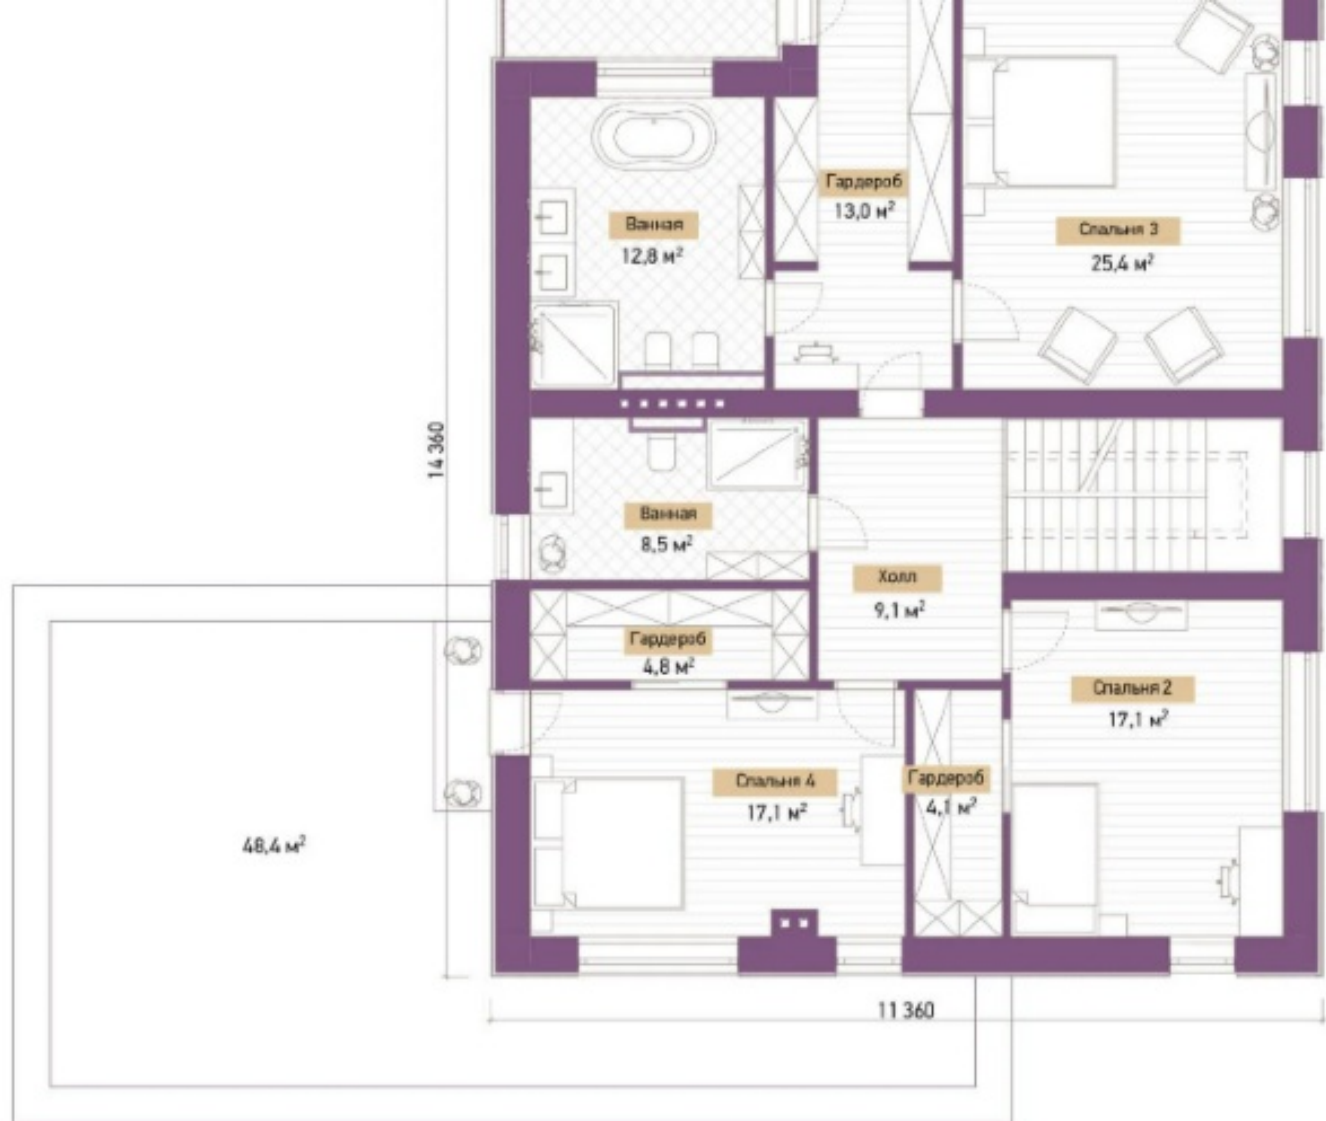 Гардероб
13,0 м²
Ванная
12,8 м²
Спальня 3
25,4 м²
14 360
Ванная
8,5 м²
Холл
9,1 м²
Гардероб
4,8 м²
Спальня 2
17,1 м²
Спальня 4
17,1 м²
Гардероб
4,1 м²
48,4 м²
11 360